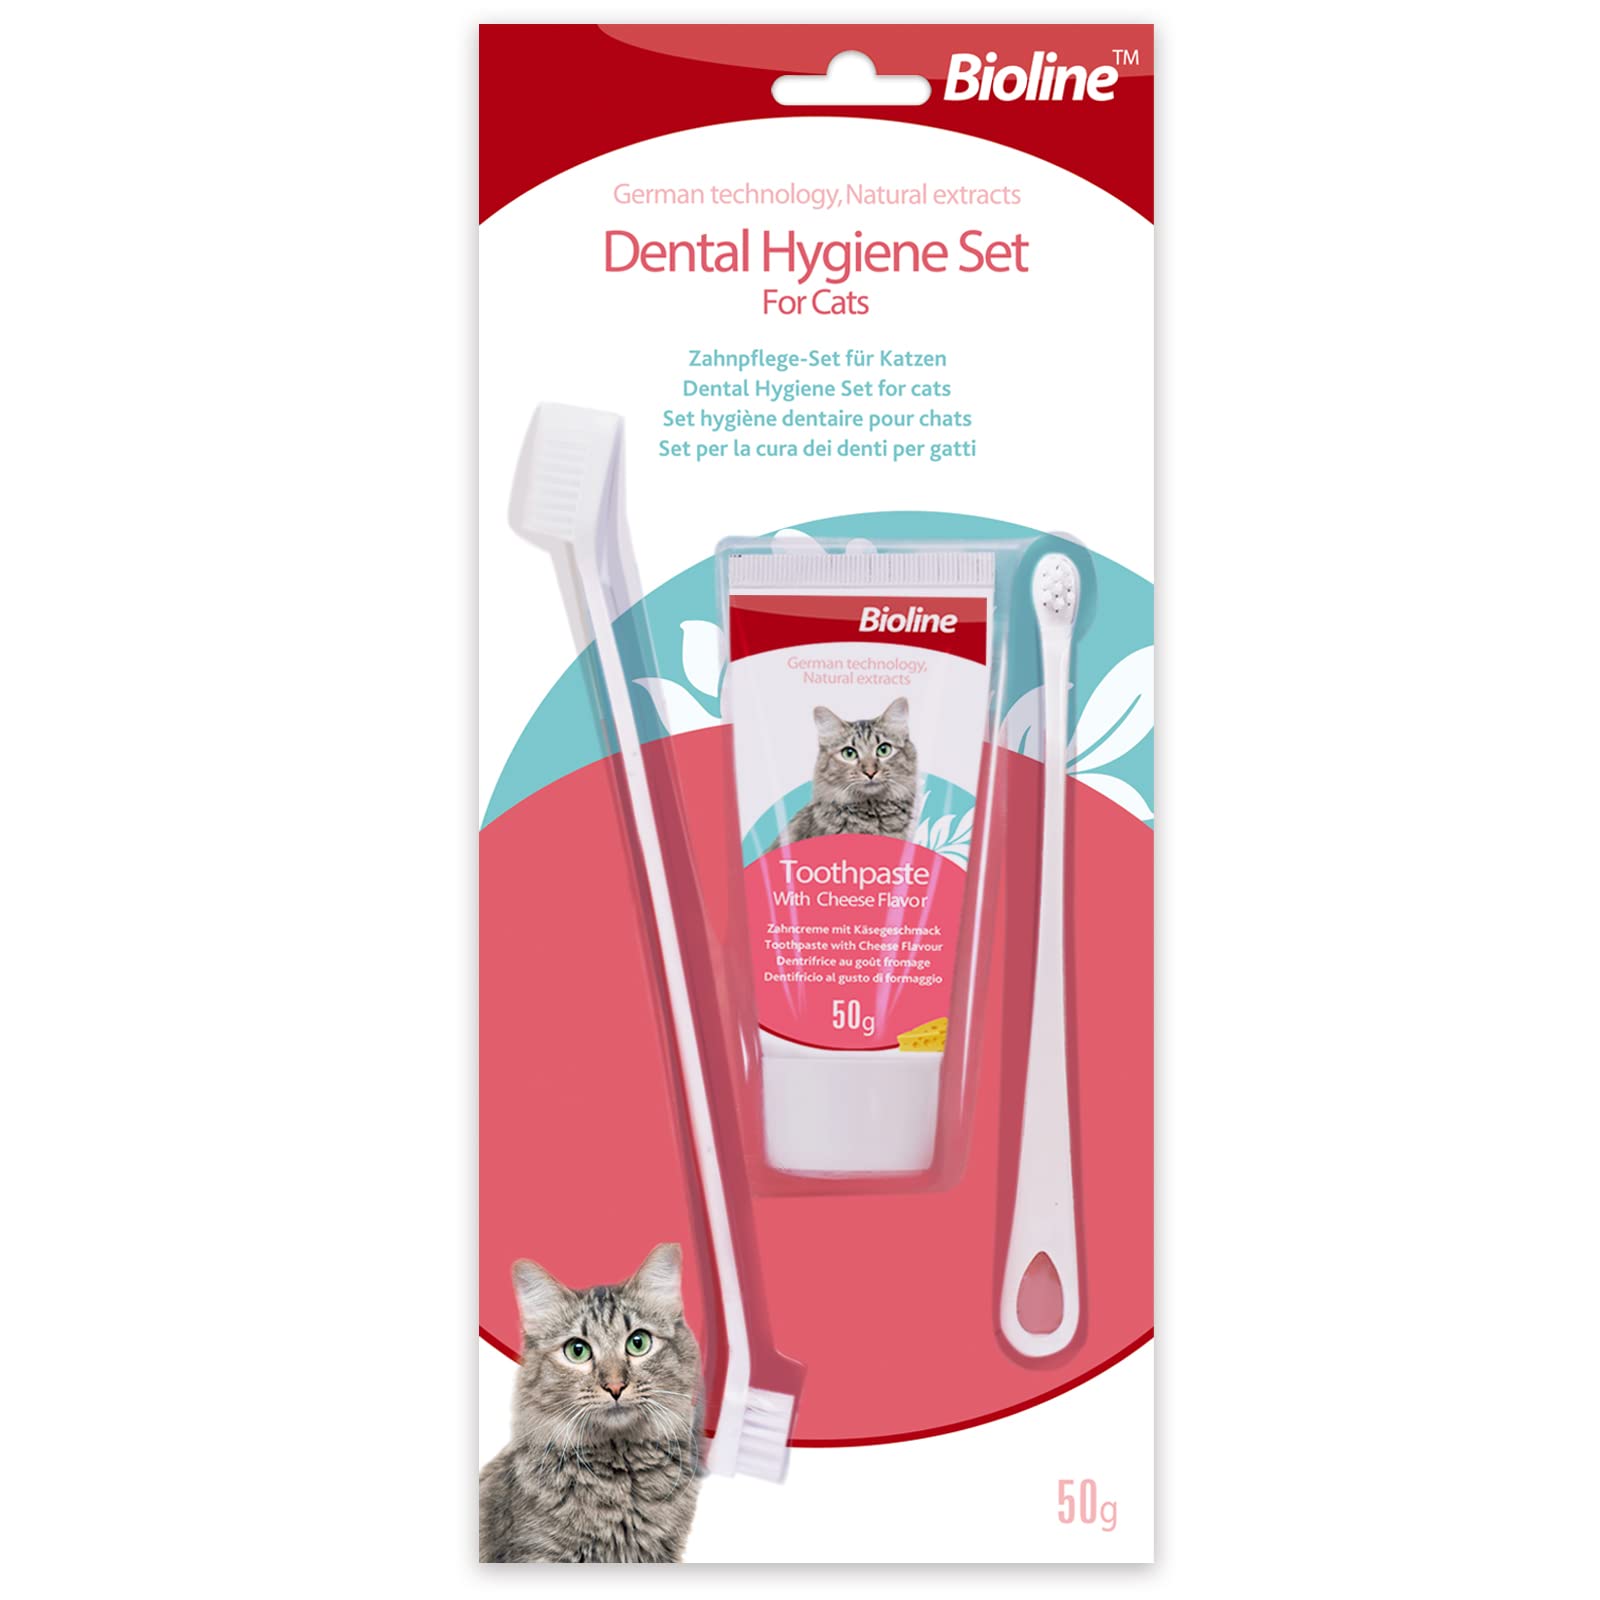 Bioline™
German technology, Natural extracts
Dental Hygiene Set
For Cats
Zahnpflege-Set für Katzen
Dental Hygiene Set for cats
Set hygiène dentaire pour chats
Set per la cura dei denti per gatti
Bioline
German technology,
Natural extracts
Toothpaste
With Cheese Flavor
Zahncreme mit Käsegeschmack
Toothpaste with Cheese Flavour
Dentrifrice au goût fromage
Dentifricio al gusto di formaggio
50g
50g